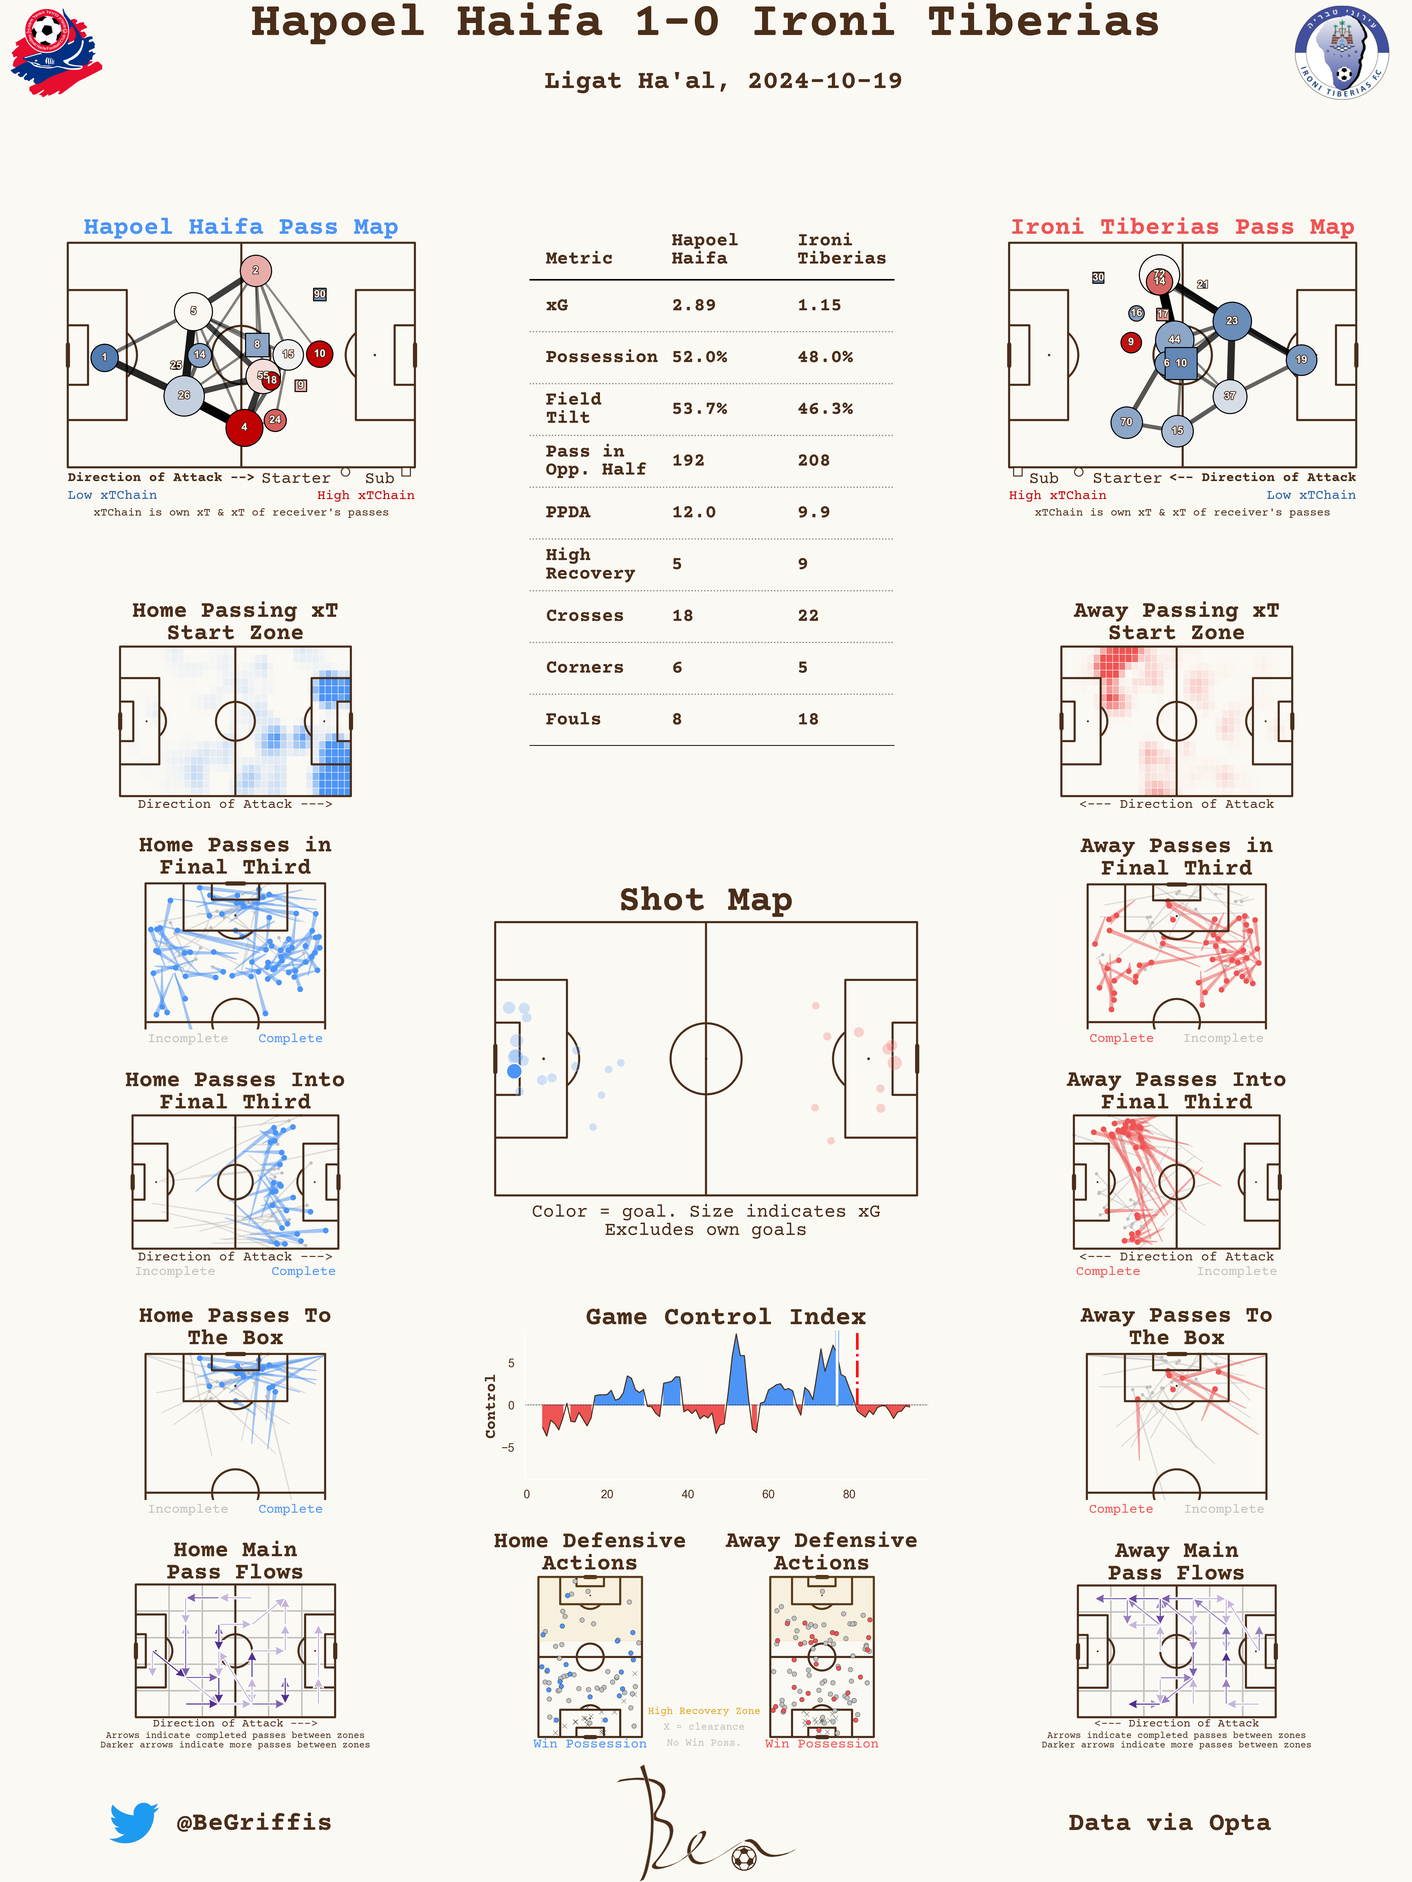 Hapoel Haifa 1-0 Ironi Tiberias
Ligat Ha'al, 2024-10-19
עירוני טבריה
IRONI TIBERIAS F.C
Hapoel Haifa Pass Map
2
90
5
8
1
14
25
15
10
55
18
9
26
4
24
Direction of Attack --> Starter Sub
Low xTChain High xTChain
xTChain is own xT & xT of receiver's passes
Metric Hapoel Haifa Ironi Tiberias
xG 2.89 1.15
Possession 52.0% 48.0%
Field Tilt 53.7% 46.3%
Pass in Opp. Half 192 208
PPDA 12.0 9.9
High Recovery 5 9
Crosses 18 22
Corners 6 5
Fouls 8 18
Ironi Tiberias Pass Map
30
72
14
21
16
17
23
9
44
6
10
19
37
70
15
Sub Starter <-- Direction of Attack
High xTChain Low xTChain
xTChain is own xT & xT of receiver's passes
Home Passing xT
Start Zone
Direction of Attack --->
Away Passing xT
Start Zone
<--- Direction of Attack
Home Passes in
Final Third
Incomplete Complete
Away Passes in
Final Third
Complete Incomplete
Shot Map
Color = goal. Size indicates xG
Excludes own goals
Home Passes Into
Final Third
Direction of Attack --->
Incomplete Complete
Away Passes Into
Final Third
<--- Direction of Attack
Complete Incomplete
Home Passes To
The Box
Incomplete Complete
Game Control Index
Control
5
0
−5
0 20 40 60 80
Away Passes To
The Box
Complete Incomplete
Home Main
Pass Flows
Direction of Attack --->
Arrows indicate completed passes between zones
Darker arrows indicate more passes between zones
Home Defensive
Actions
Win Possession
High Recovery Zone
X = clearance
No Win Poss.
Away Defensive
Actions
Win Possession
Away Main
Pass Flows
<--- Direction of Attack
Arrows indicate completed passes between zones
Darker arrows indicate more passes between zones
@BeGriffis
Ben
Data via Opta